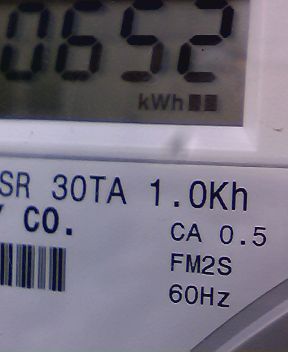 0652
kWh
SR 30TA 1.0Kh
Y CO.
CA 0.5
FM2S
60Hz